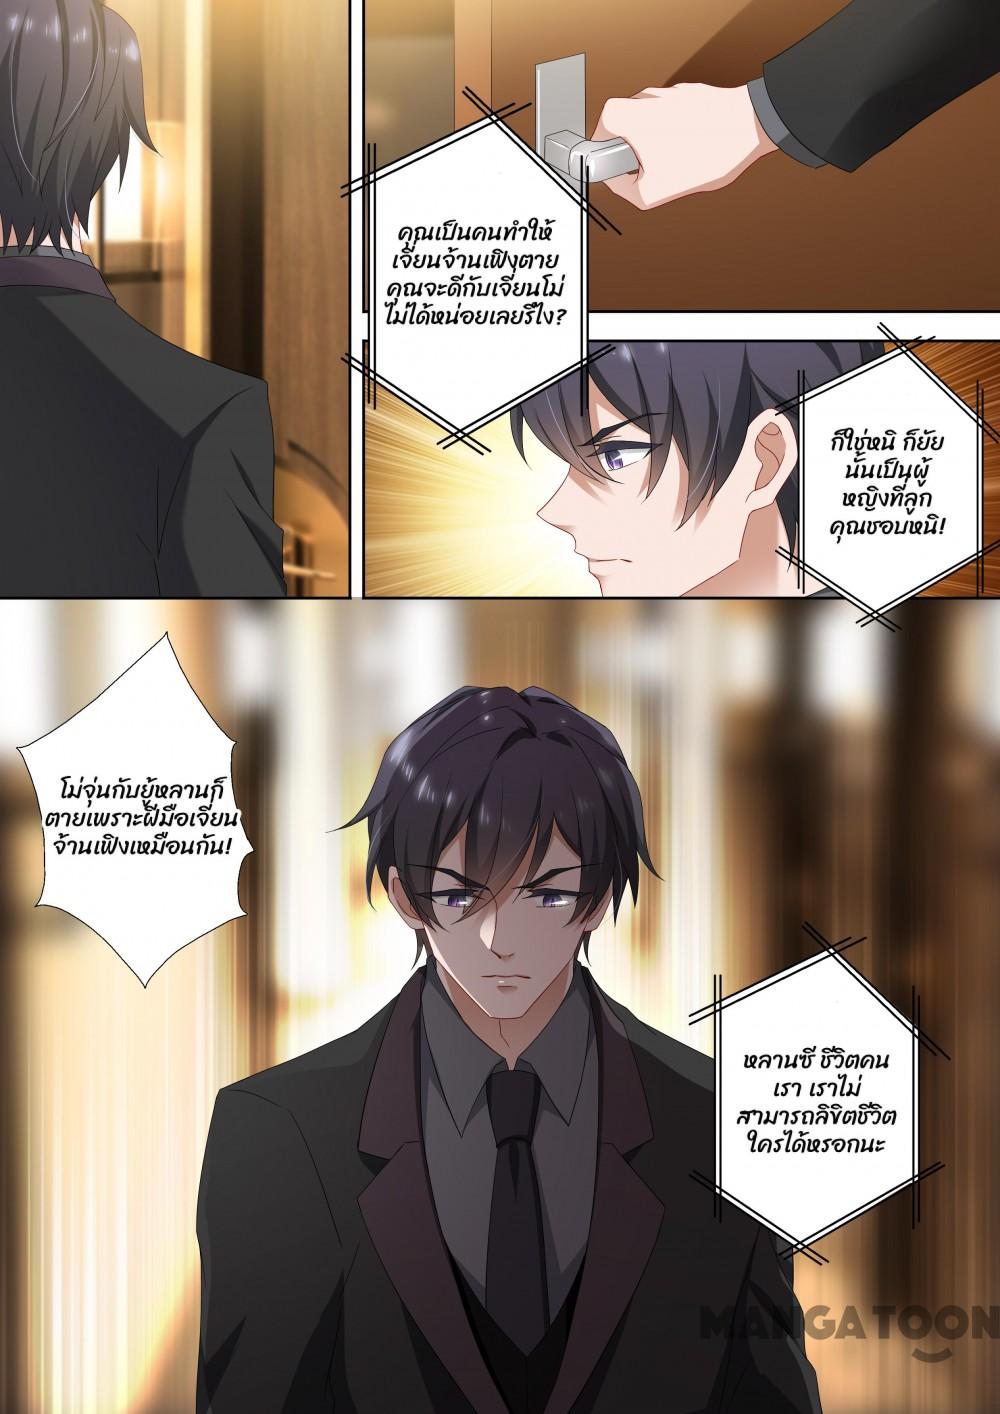 คุณเป็นคนทำให้
เจี่ยนจ้านเฟิงตาย
คุณจะดีกับเจี่ยนโม่
ไม่ได้หน่อยเลยรึไง?
ก็ใช่หนิ ก็ยัย
นั้นเป็นผู้
หญิงที่ลูก
คุณชอบหนิ!
โม่จุ่นกับยู้หลานก็
ตายเพราะฝีมือเจี่ยน
จ้านเฟิงเหมือนกัน!
หลานซี ชีวิตคน
เรา เราไม่
สามารถลิขิตชีวิต
ใครได้หรอกนะ
MANGATOON